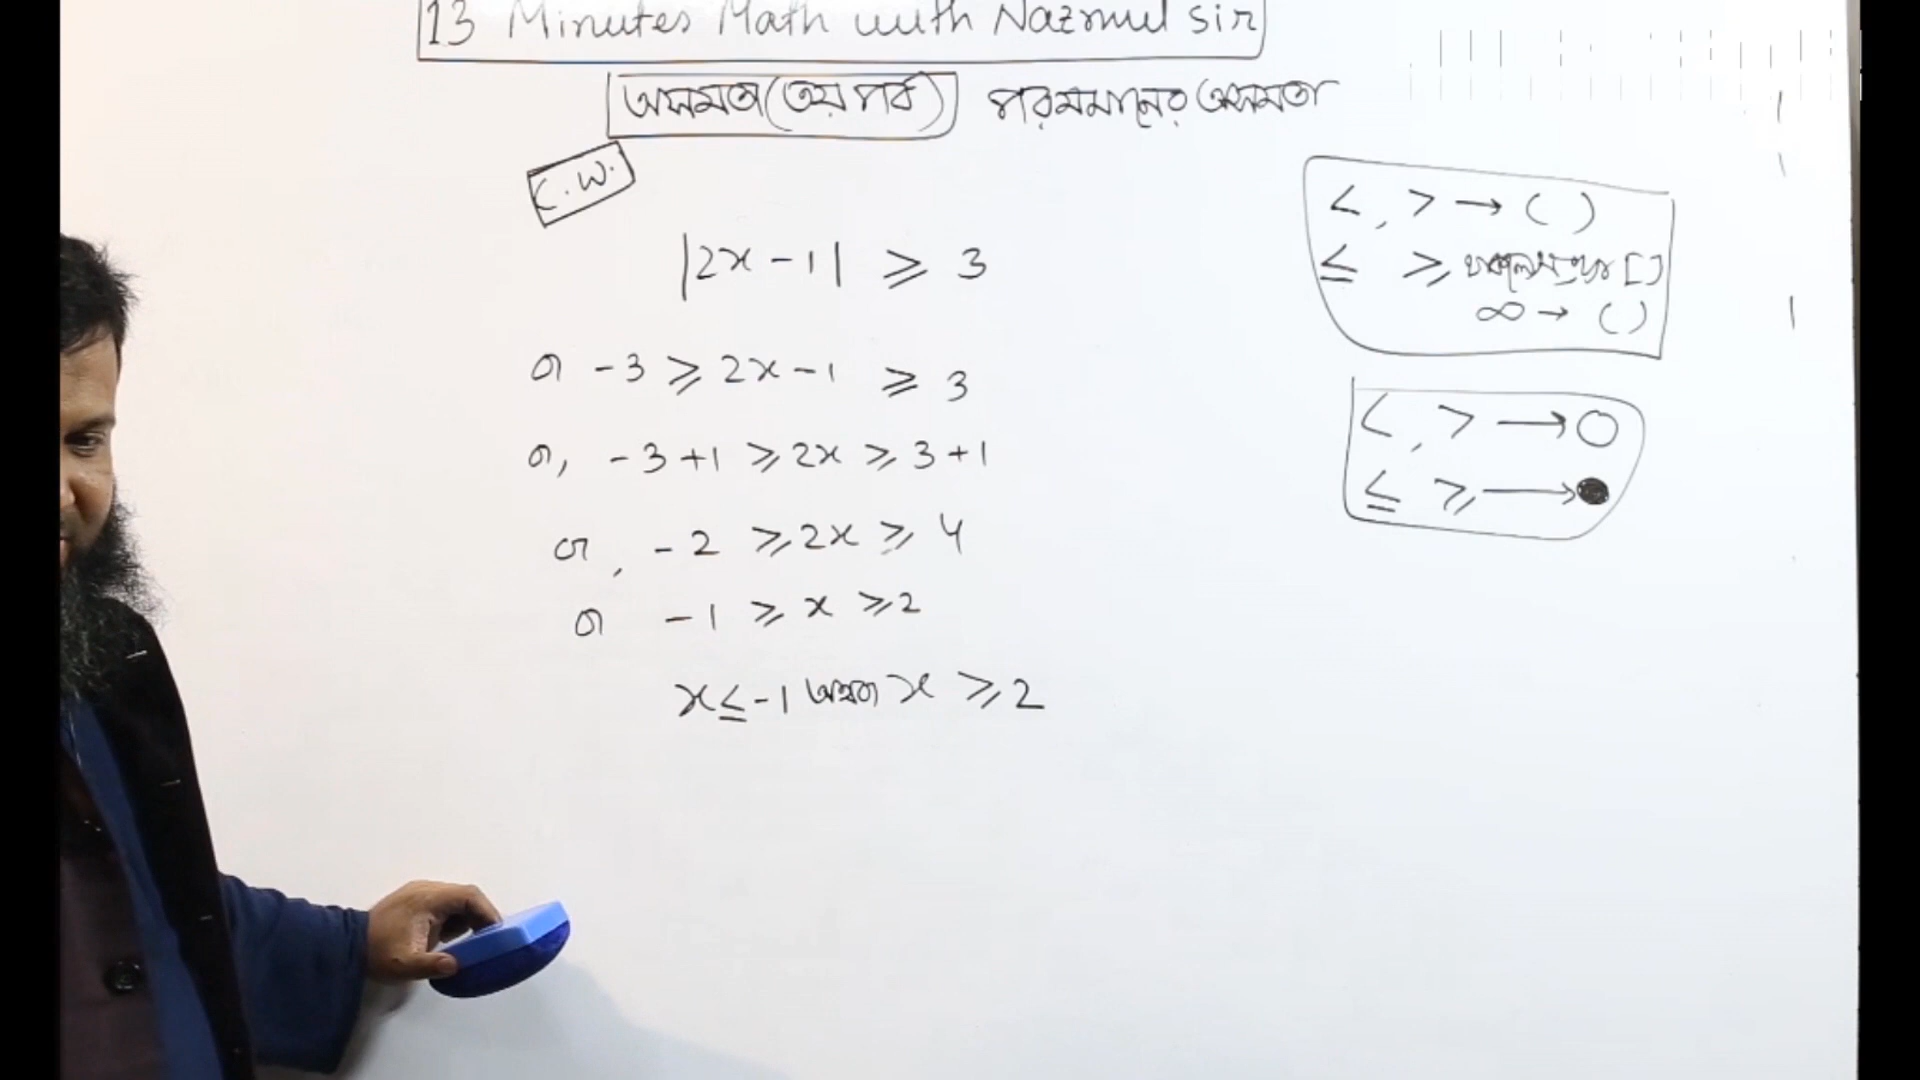 13 Minutes Math with Nazmul sir
অসমতা (৩য় পর্ব) পরমমানের অসমতা
C.W.
|2x - 1| ≥ 3
বা -3 ≥ 2x - 1 ≥ 3
বা, -3 + 1 ≥ 2x ≥ 3 + 1
বা, -2 ≥ 2x ≥ 4
বা -1 ≥ x ≥ 2
x ≤ -1 অথবা x ≥ 2
<, > → ( )
≤ ≥ []
∞ → ( )
<, > → ○
≤ ≥ → ●